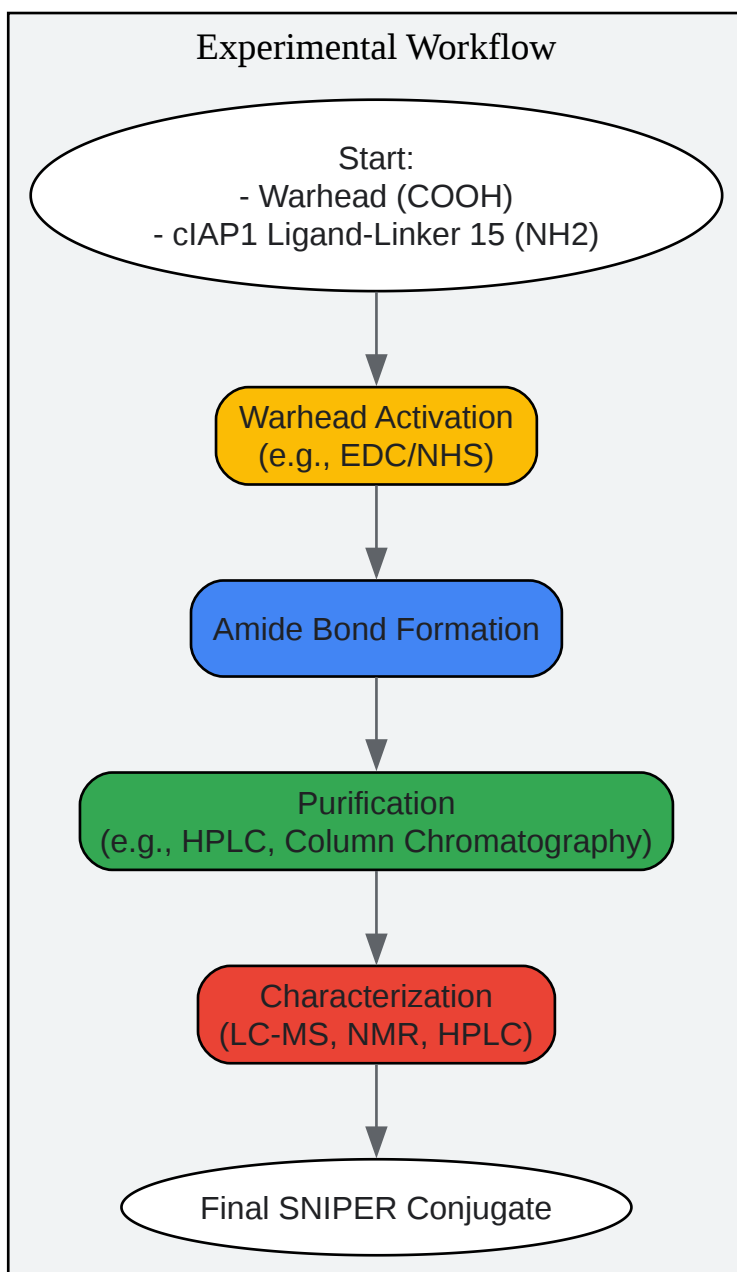 Experimental Workflow
Start:
- Warhead (COOH)
- cIAP1 Ligand-Linker 15 (NH2)
Warhead Activation
(e.g., EDC/NHS)
Amide Bond Formation
Purification
(e.g., HPLC, Column Chromatography)
Characterization
(LC-MS, NMR, HPLC)
Final SNIPER Conjugate